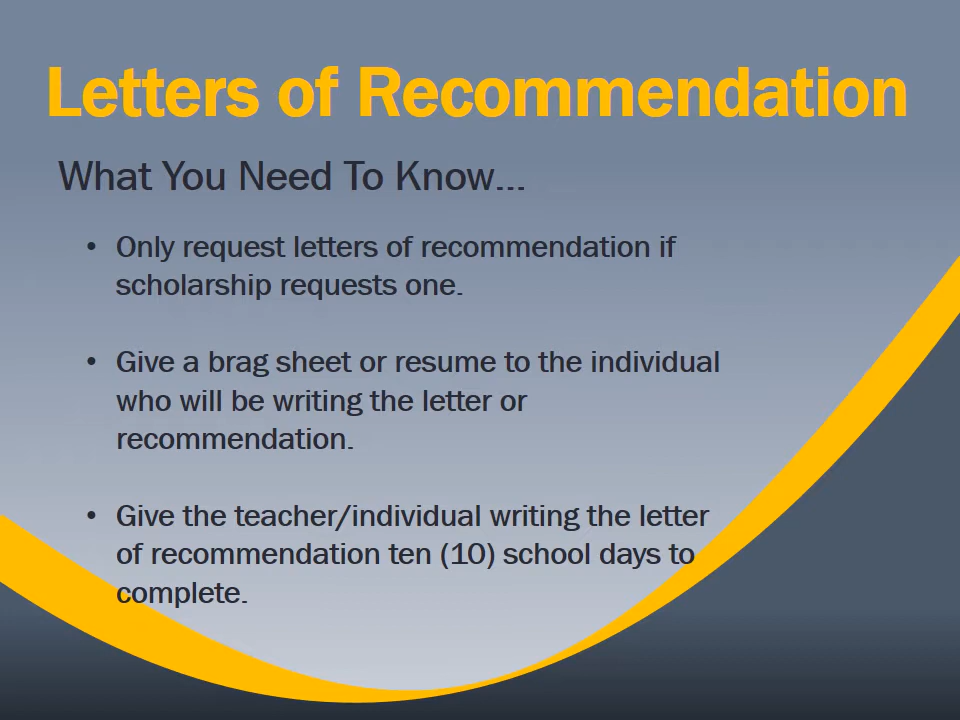 Letters of Recommendation
What You Need To Know...
• Only request letters of recommendation if
scholarship requests one.
• Give a brag sheet or resume to the individual
who will be writing the letter or
recommendation.
• Give the teacher/individual writing the letter
of recommendation ten (10) school days to
complete.